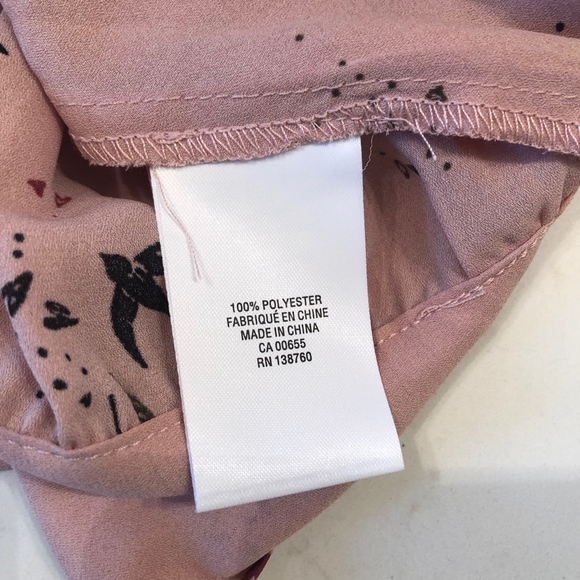 100% POLYESTER
FABRIQUÉ EN CHINE
MADE IN CHINA
CA 00655
RN 138760